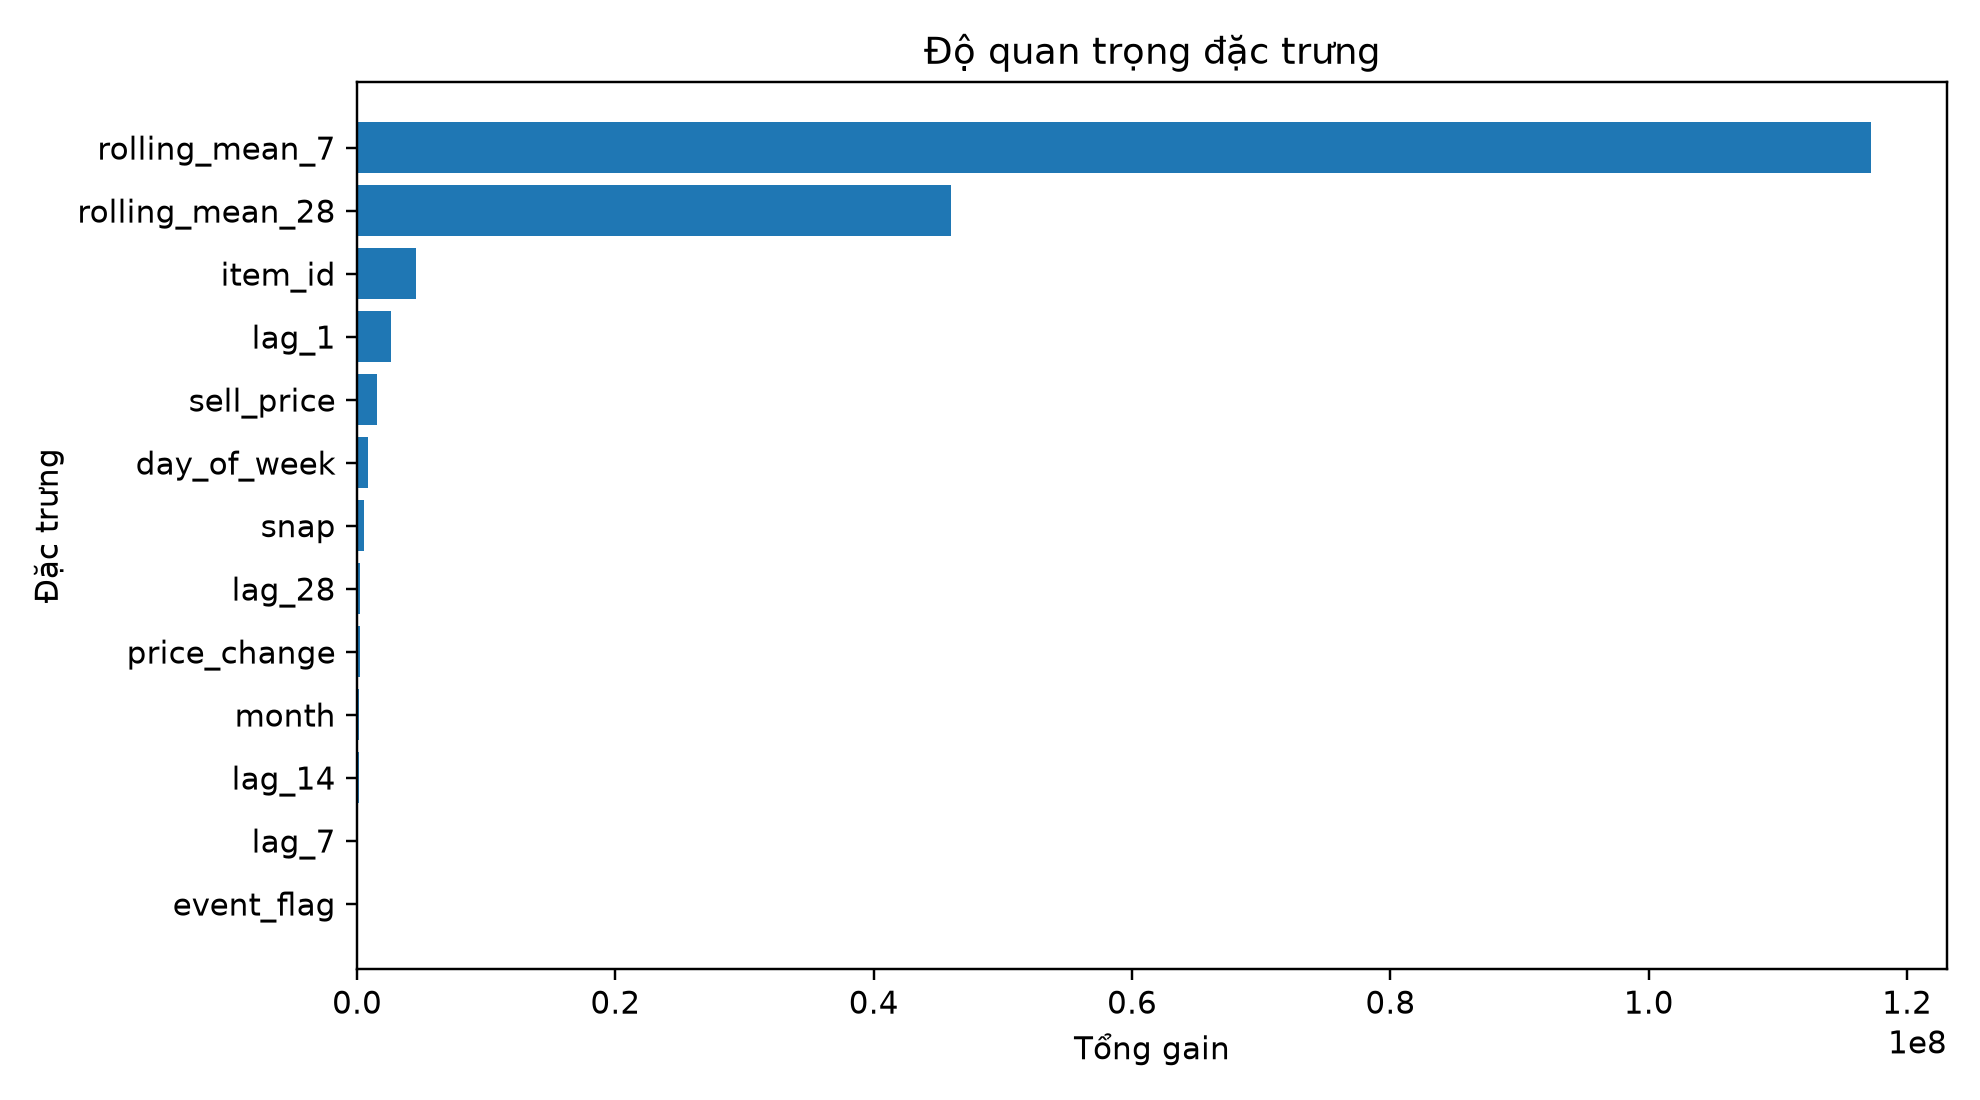 Độ quan trọng đặc trưng
rolling_mean_7
rolling_mean_28
item_id
lag_1
sell_price
day_of_week
snap
lag_28
price_change
month
lag_14
lag_7
event_flag
Đặc trưng
0.0 0.2 0.4 0.6 0.8 1.0 1.2
1e8
Tổng gain